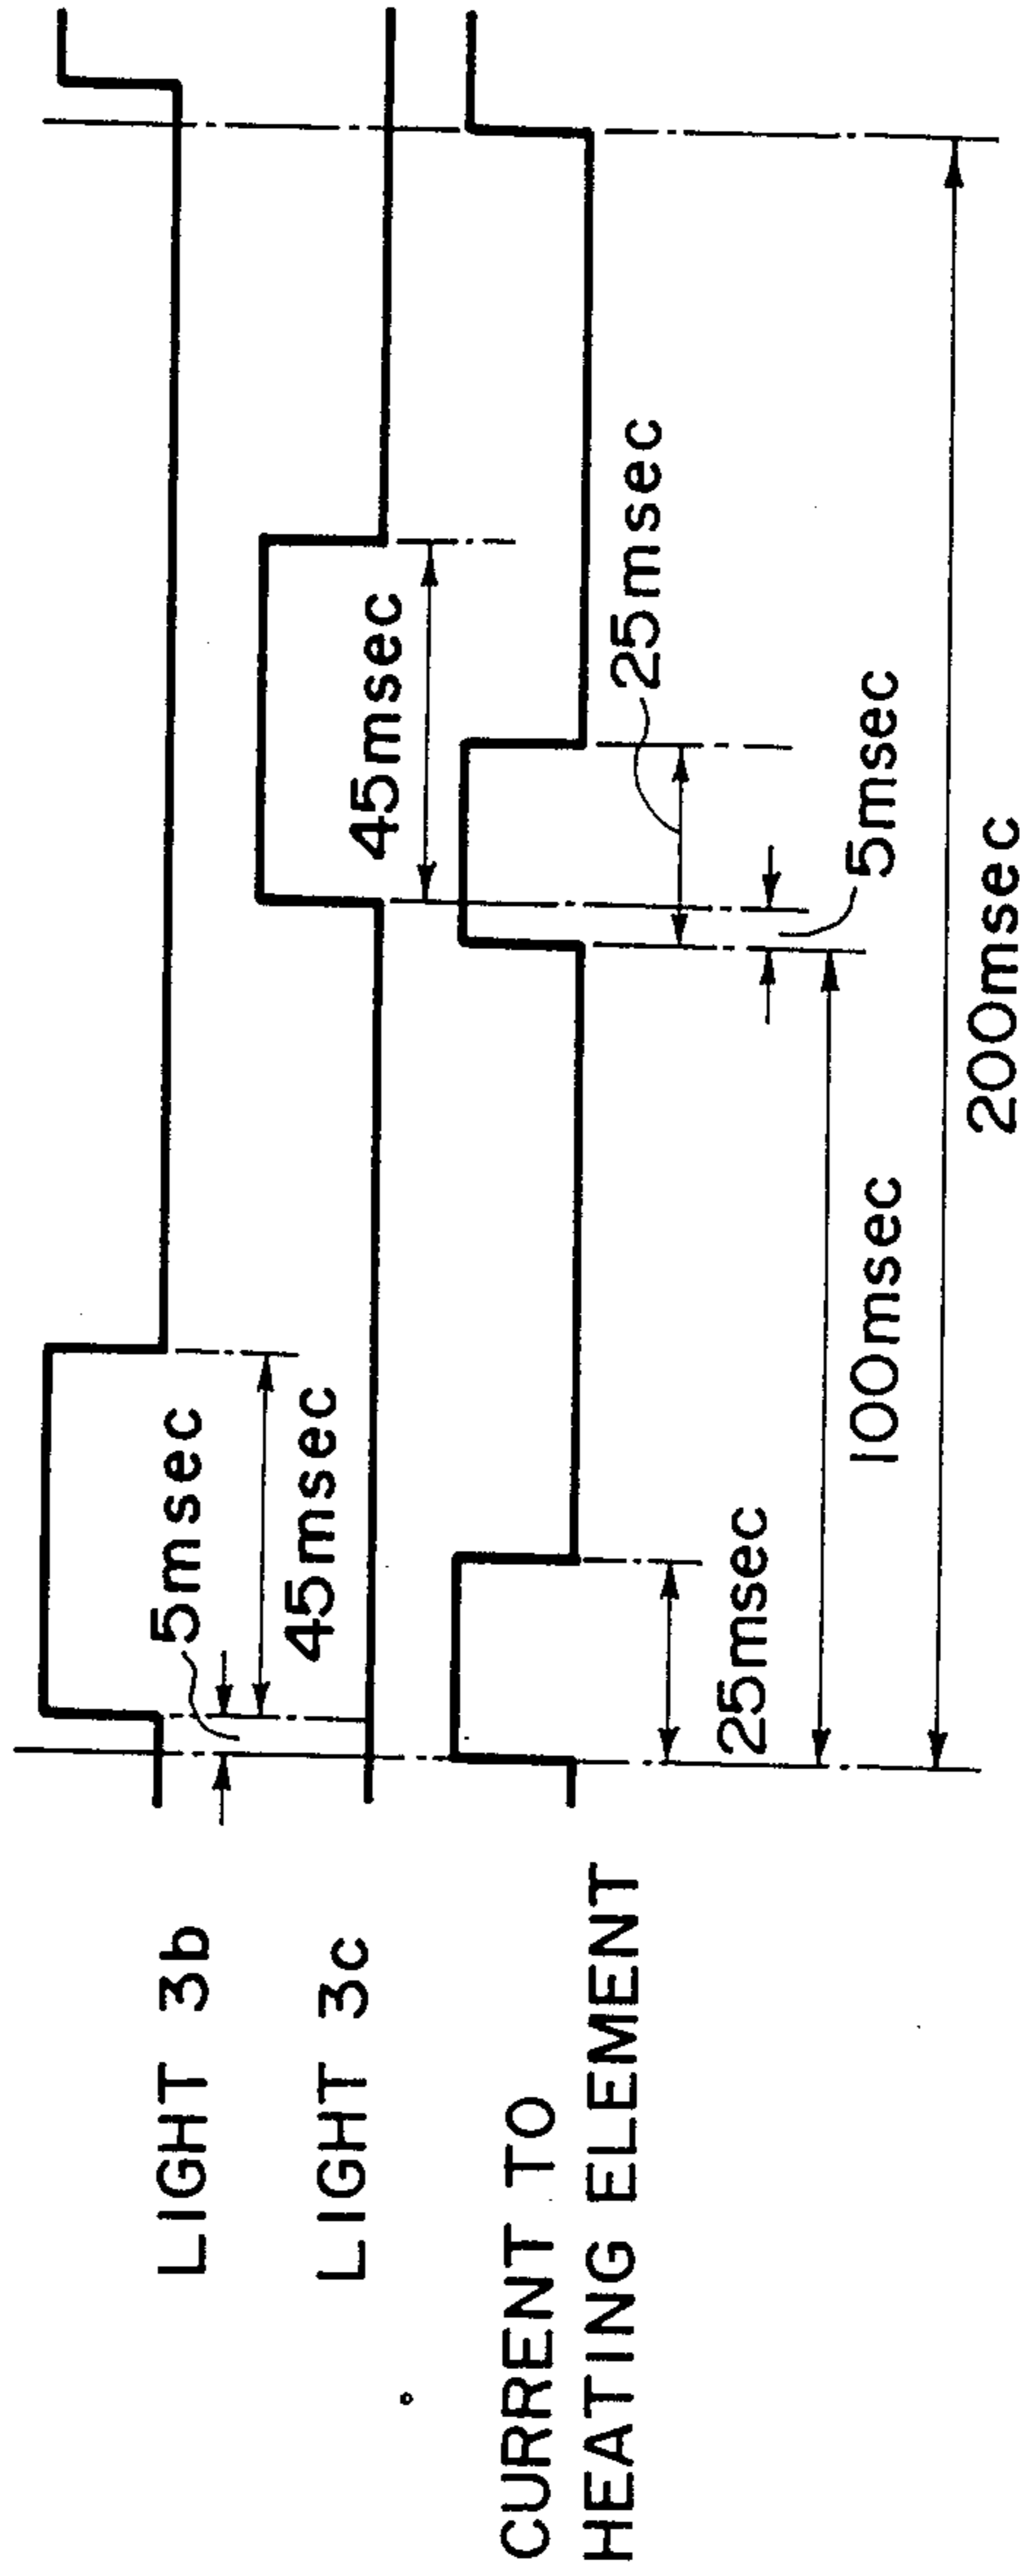 LIGHT 3b
5msec
45msec
LIGHT 3c
45msec
CURRENT TO
HEATING ELEMENT
25msec
25msec
5msec
100msec
200msec